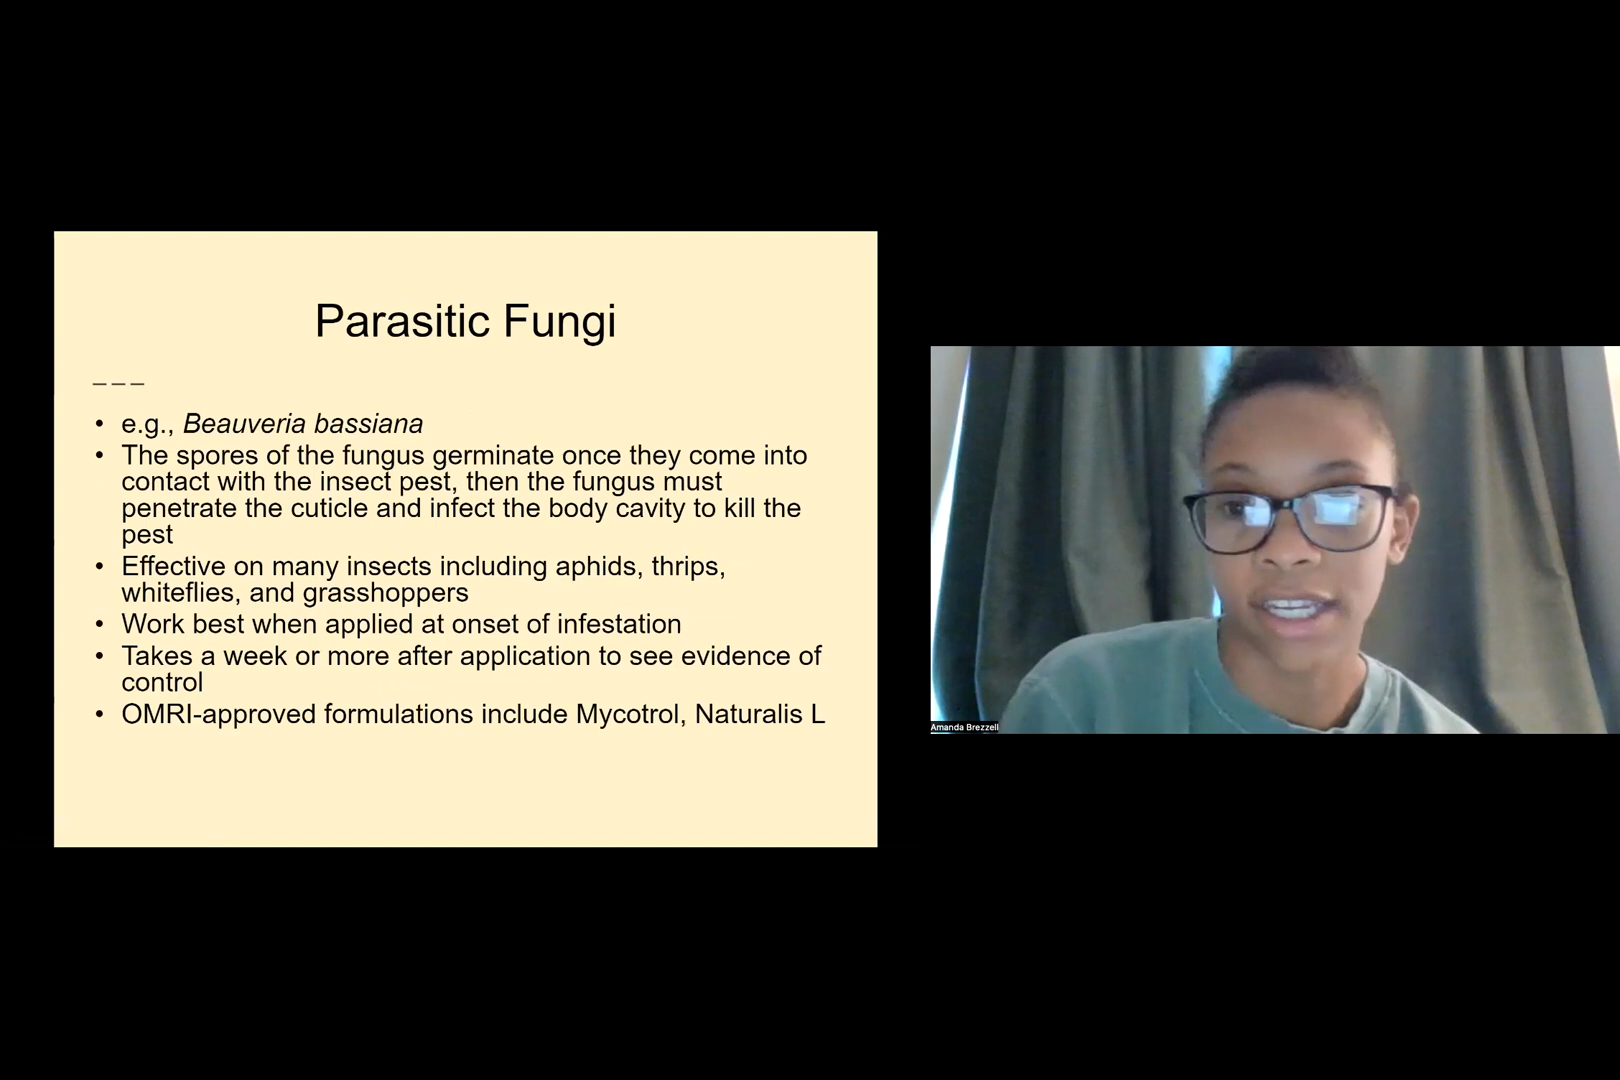 Parasitic Fungi
___
• e.g., Beauveria bassiana
• The spores of the fungus germinate once they come into
contact with the insect pest, then the fungus must
penetrate the cuticle and infect the body cavity to kill the
pest
• Effective on many insects including aphids, thrips,
whiteflies, and grasshoppers
• Work best when applied at onset of infestation
• Takes a week or more after application to see evidence of
control
• OMRI-approved formulations include Mycotrol, Naturalis L
Amanda Brezzell